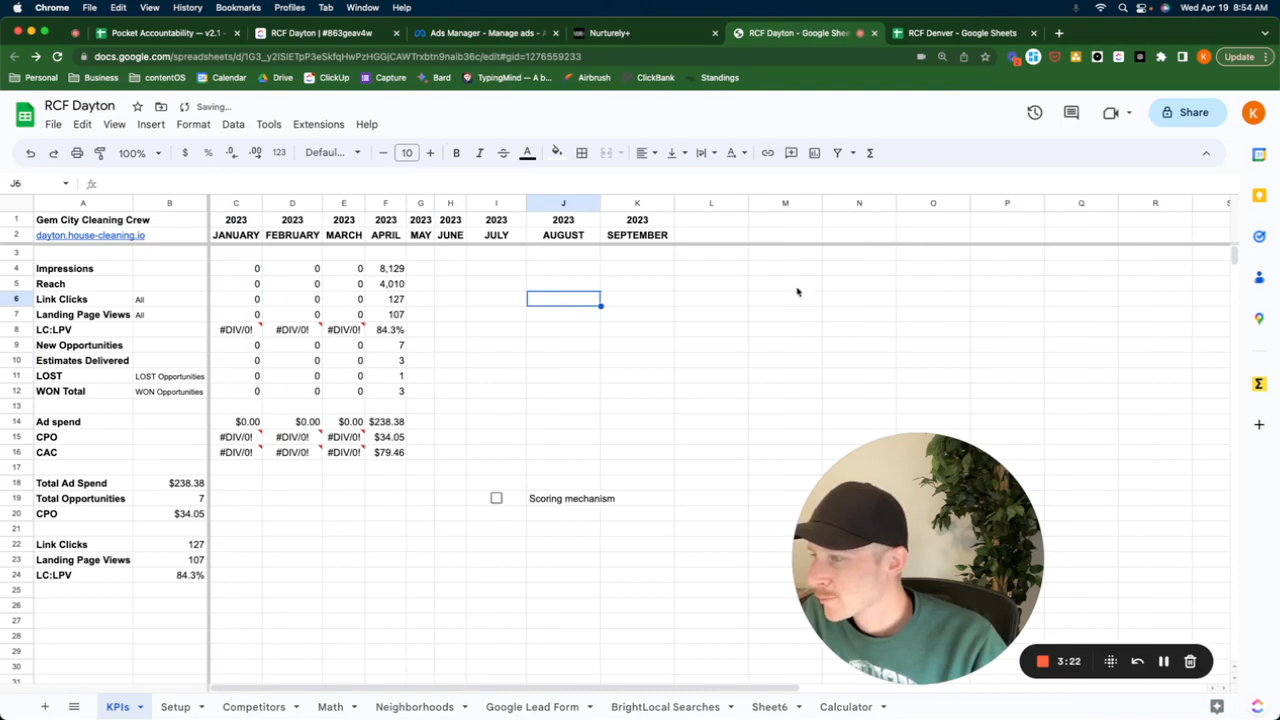 Chrome File Edit View History Bookmarks Profiles Tab Window Help Wed Apr 19 8:54 AM
Pocket Accountability — v2.1 - RCF Dayton | #863geav4w Ads Manager - Manage ads - Nurturely+ RCF Dayton - Google Shee RCF Denver - Google Sheets
docs.google.com/spreadsheets/d/1G3_y2ISIETpP3eSkfqHwPzHGGjCAWTrxbtn9naib36c/edit#gid=1276559233 Update
Personal Business contentOS Calendar Drive ClickUp Capture Bard TypingMind — A b... Airbrush ClickBank Standings
RCF Dayton Saving...
Share K
File Edit View Insert Format Data Tools Extensions Help
100% $ % .0 .00 123 Defaul... 10 B I A
J6 fx
A B C D E F G H I J K L M N O P Q R S
1 Gem City Cleaning Crew 2023 2023 2023 2023 2023 2023 2023 2023 2023
2 dayton.house-cleaning.io JANUARY FEBRUARY MARCH APRIL MAY JUNE JULY AUGUST SEPTEMBER
3
4 Impressions 0 0 0 8,129
5 Reach 0 0 0 4,010
6 Link Clicks All 0 0 0 127
7 Landing Page Views All 0 0 0 107
8 LC:LPV #DIV/0! #DIV/0! #DIV/0! 84.3%
9 New Opportunities 0 0 0 7
10 Estimates Delivered 0 0 0 3
11 LOST LOST Opportunities 0 0 0 1
12 WON Total WON Opportunities 0 0 0 3
13
14 Ad spend $0.00 $0.00 $0.00 $238.38
15 CPO #DIV/0! #DIV/0! #DIV/0! $34.05
16 CAC #DIV/0! #DIV/0! #DIV/0! $79.46
17
18 Total Ad Spend $238.38
19 Total Opportunities 7 Scoring mechanism
20 CPO $34.05
21
22 Link Clicks 127
23 Landing Page Views 107
24 LC:LPV 84.3%
25
26
27
28
29
30
31
3:22
KPIs Setup Competitors Math Neighborhoods Google Lead Form BrightLocal Searches Sheet6 Calculator